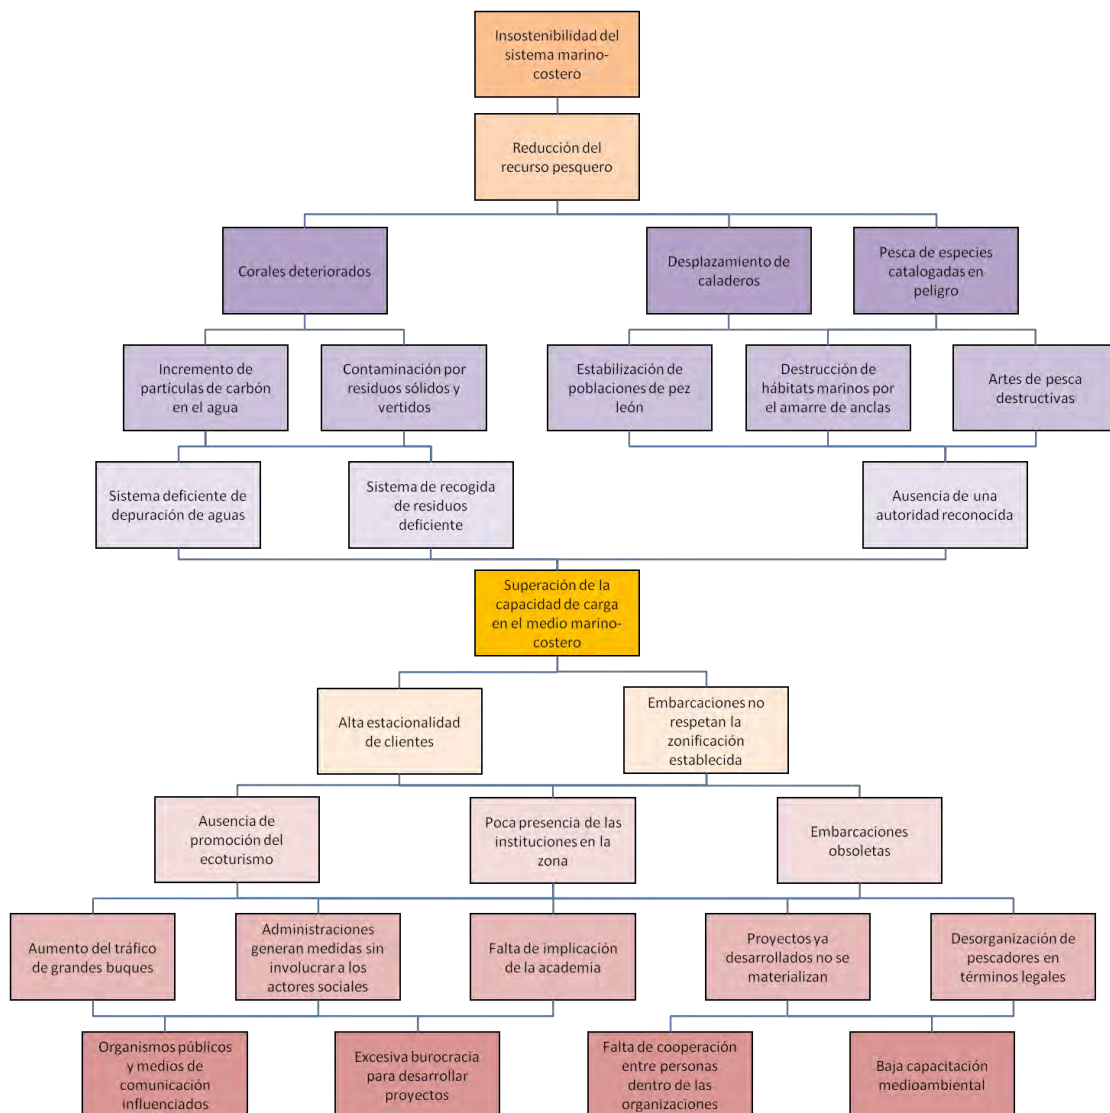 Insostenibilidad del
sistema marino-
costero
Reducción del
recurso pesquero
Corales deteriorados
Desplazamiento de
caladeros
Pesca de especies
catalogadas en
peligro
Incremento de
partículas de carbón
en el agua
Contaminación por
residuos sólidos y
vertidos
Estabilización de
poblaciones de pez
león
Destrucción de
hábitats marinos por
el amarre de anclas
Artes de pesca
destructivas
Sistema deficiente de
depuración de aguas
Sistema de recogida
de residuos
deficiente
Ausencia de una
autoridad reconocida
Superación de la
capacidad de carga
en el medio marino-
costero
Alta estacionalidad
de clientes
Embarcaciones no
respetan la
zonificación
establecida
Ausencia de
promoción del
ecoturismo
Poca presencia de las
instituciones en la
zona
Embarcaciones
obsoletas
Aumento del tráfico
de grandes buques
Administraciones
generan medidas sin
involucrar a los
actores sociales
Falta de implicación
de la academia
Proyectos ya
desarrollados no se
materializan
Desorganización de
pescadores en
términos legales
Organismos públicos
y medios de
comunicación
influenciados
Excesiva burocracia
para desarrollar
proyectos
Falta de cooperación
entre personas
dentro de las
organizaciones
Baja capacitación
medioambiental